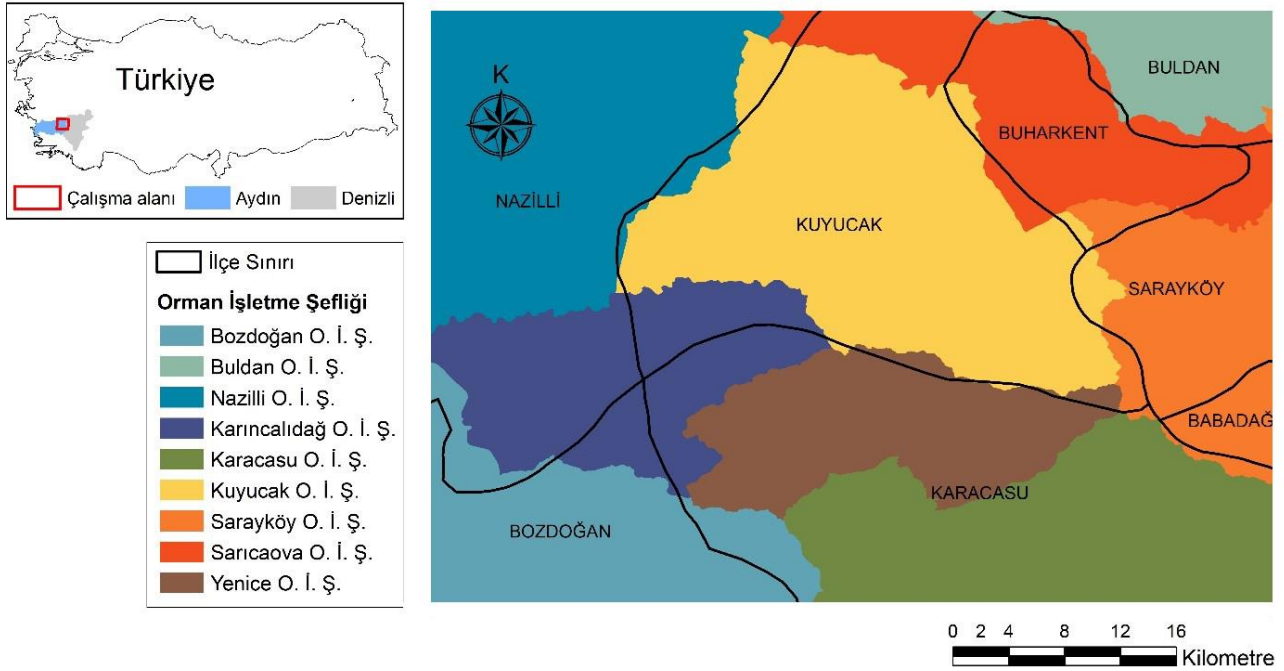 Türkiye
Çalışma alanı Aydın Denizli
İlçe Sınırı
Orman İşletme Şefliği
Bozdoğan O. İ. Ş.
Buldan O. İ. Ş.
Nazilli O. İ. Ş.
Karıncalıdağ O. İ. Ş.
Karacasu O. İ. Ş.
Kuyucak O. İ. Ş.
Sarayköy O. İ. Ş.
Sarıcaova O. İ. Ş.
Yenice O. İ. Ş.
K
BULDAN
BUHARKENT
NAZİLLİ
KUYUCAK
SARAYKÖY
BABADAĞ
KARACASU
BOZDOĞAN
0 2 4 8 12 16
Kilometre